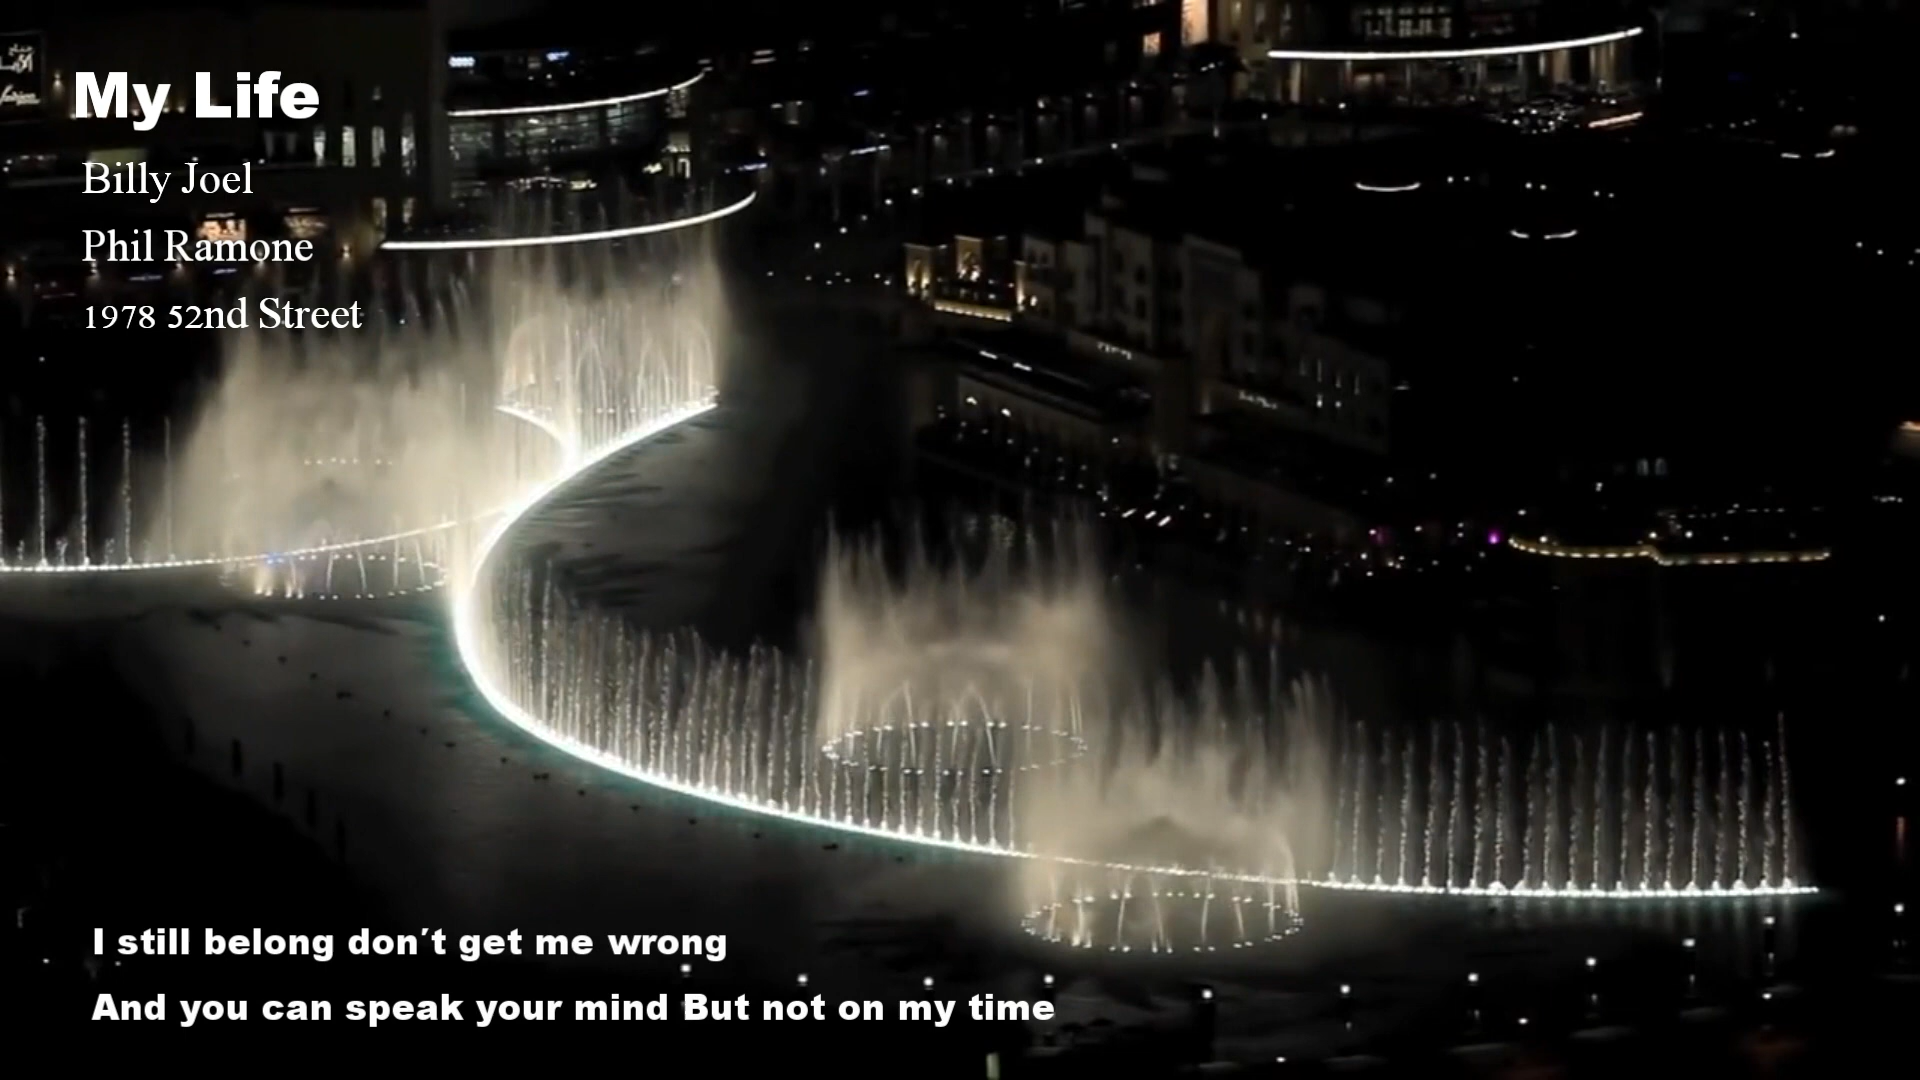 My Life
Billy Joel
Phil Ramone
1978 52nd Street
I still belong don't get me wrong
And you can speak your mind But not on my time